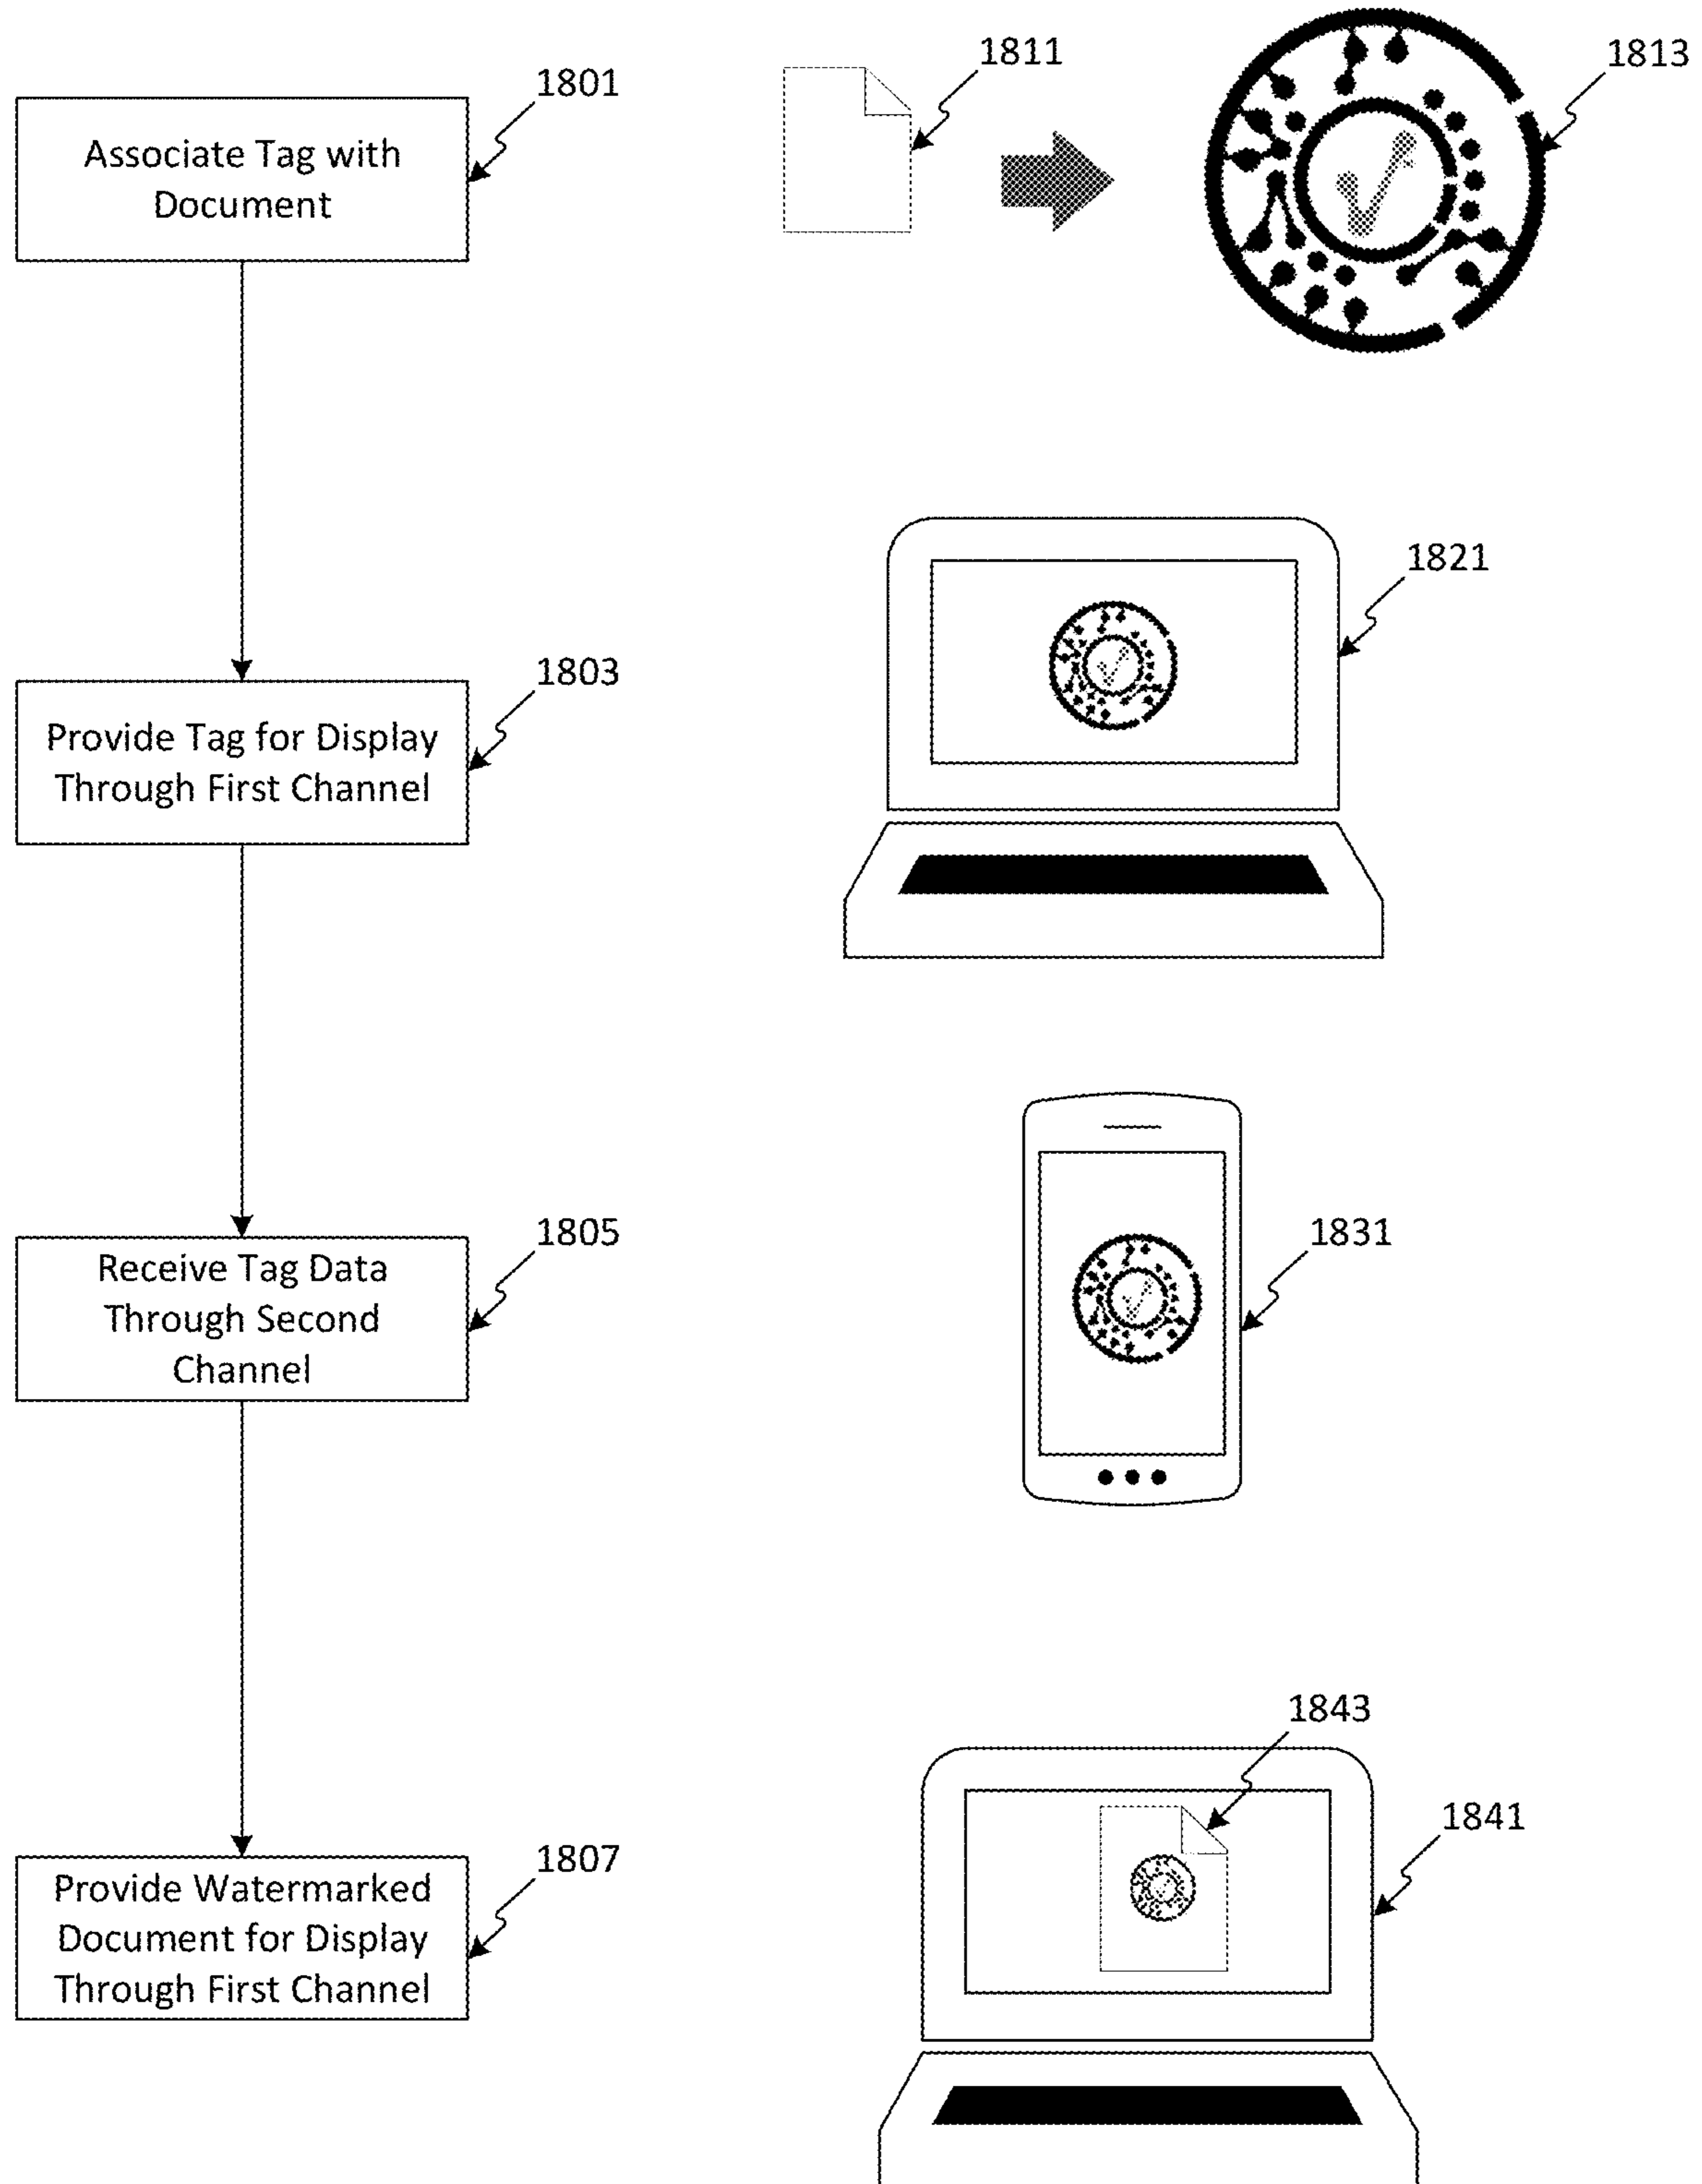 1801
Associate Tag with
Document
1811
1813
1803
Provide Tag for Display
Through First Channel
1821
1805
Receive Tag Data
Through Second
Channel
1831
1807
Provide Watermarked
Document for Display
Through First Channel
1843
1841